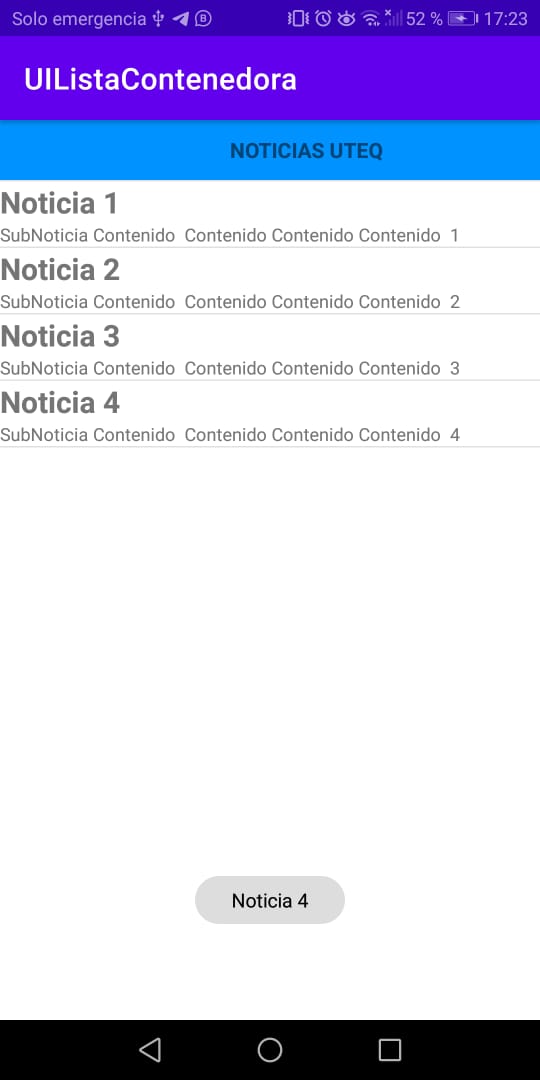 Solo emergencia 52 % 17:23
UIListaContenedora
NOTICIAS UTEQ
Noticia 1
SubNoticia Contenido  Contenido Contenido Contenido  1
Noticia 2
SubNoticia Contenido  Contenido Contenido Contenido  2
Noticia 3
SubNoticia Contenido  Contenido Contenido Contenido  3
Noticia 4
SubNoticia Contenido  Contenido Contenido Contenido  4
Noticia 4